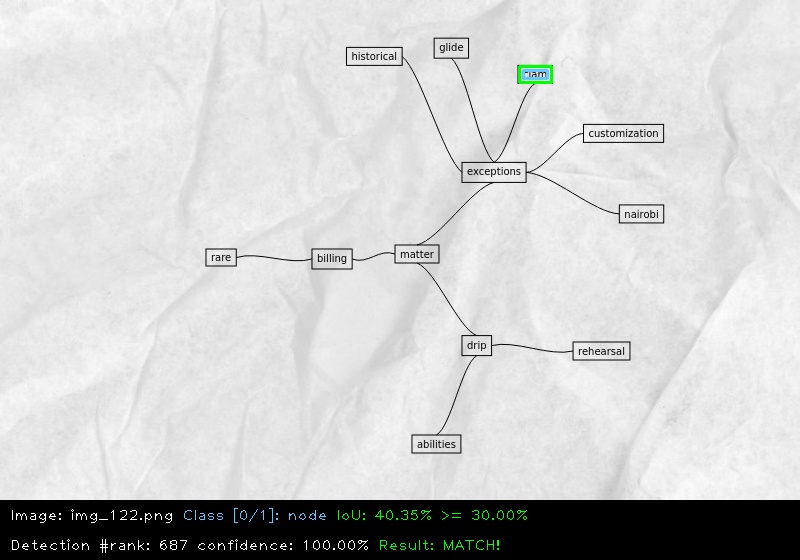 glide
historical
customization
exceptions
nairobi
matter
rare
billing
drip
rehearsal
abilities
Image: img_122.png Class [0/1]: node IoU: 40.35% >= 30.00%
Detection #rank: 687 confidence: 100.00% Result: MATCH!